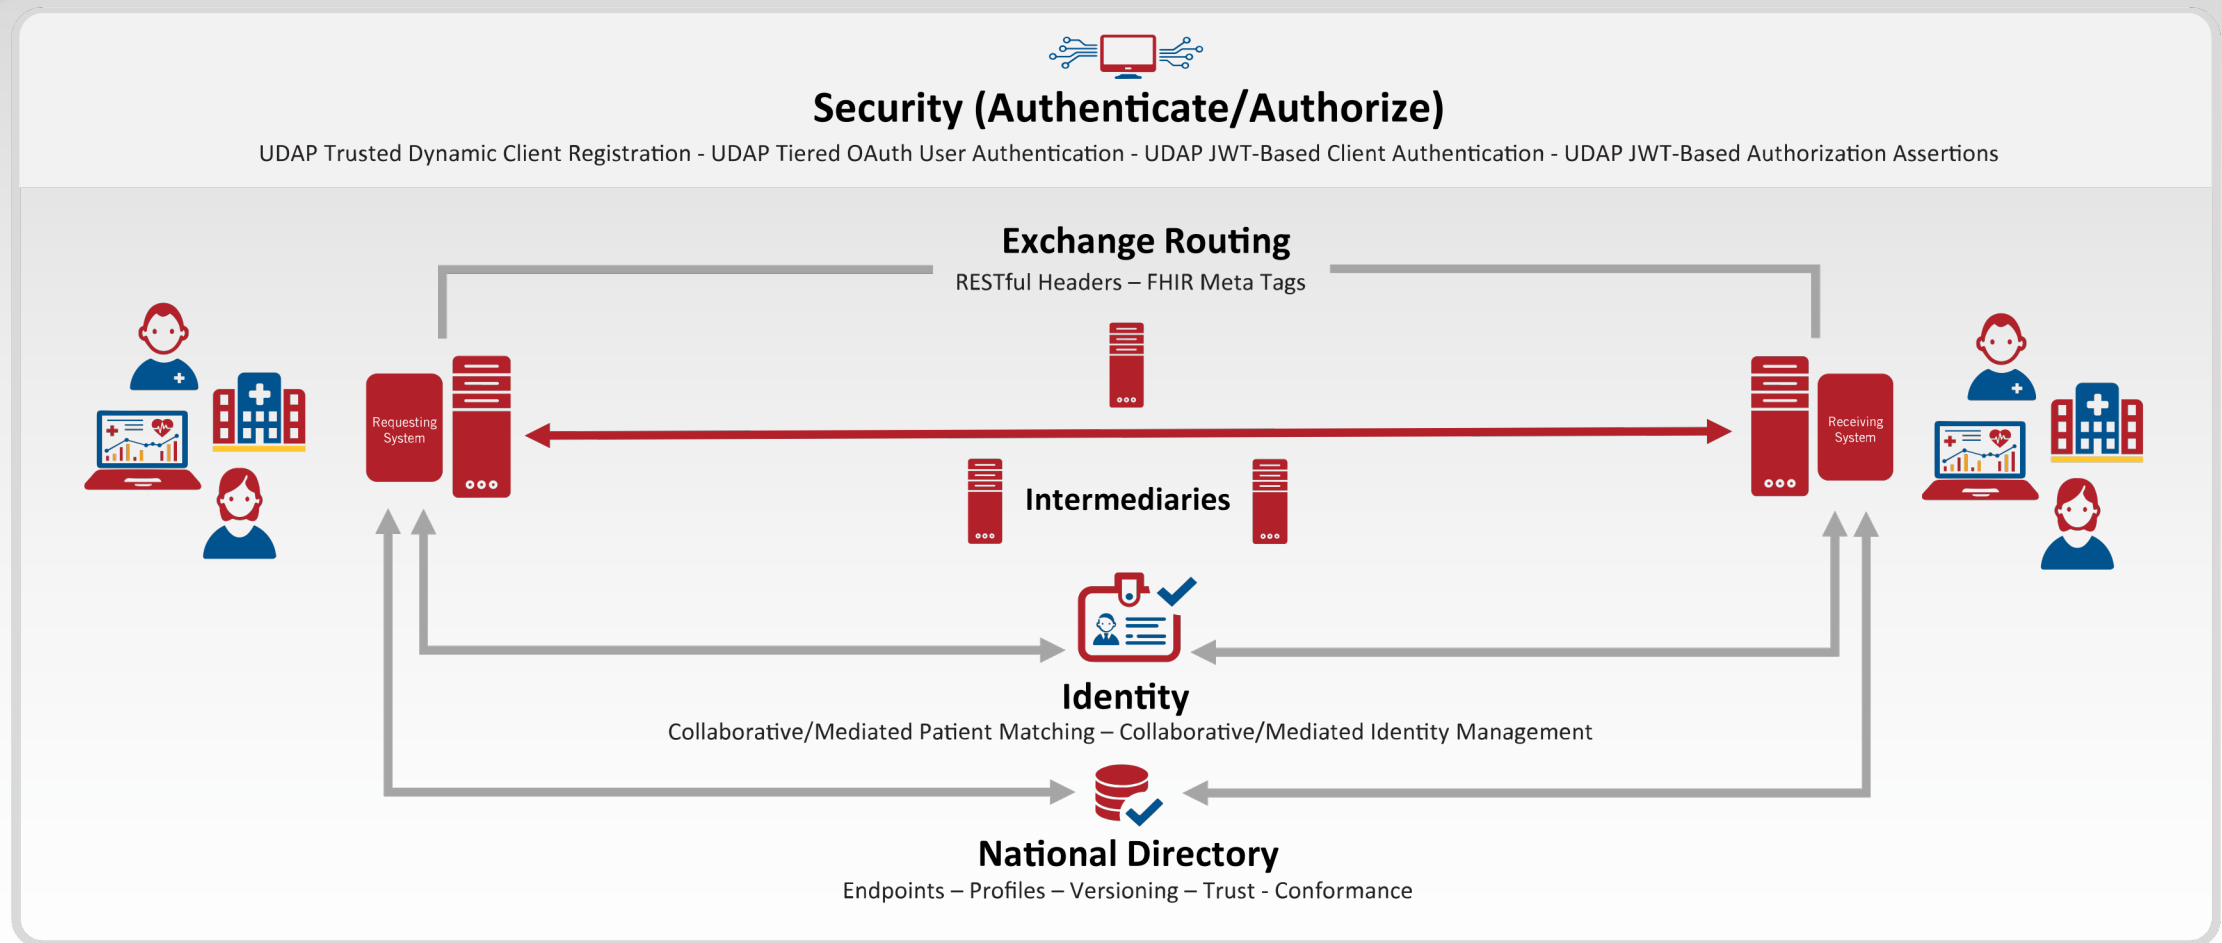 Security (Authenticate/Authorize)
UDAP Trusted Dynamic Client Registration - UDAP Tiered OAuth User Authentication - UDAP JWT-Based Client Authentication - UDAP JWT-Based Authorization Assertions
Exchange Routing
RESTful Headers – FHIR Meta Tags
Requesting
System
Receiving
System
Intermediaries
Identity
Collaborative/Mediated Patient Matching – Collaborative/Mediated Identity Management
National Directory
Endpoints – Profiles – Versioning – Trust - Conformance